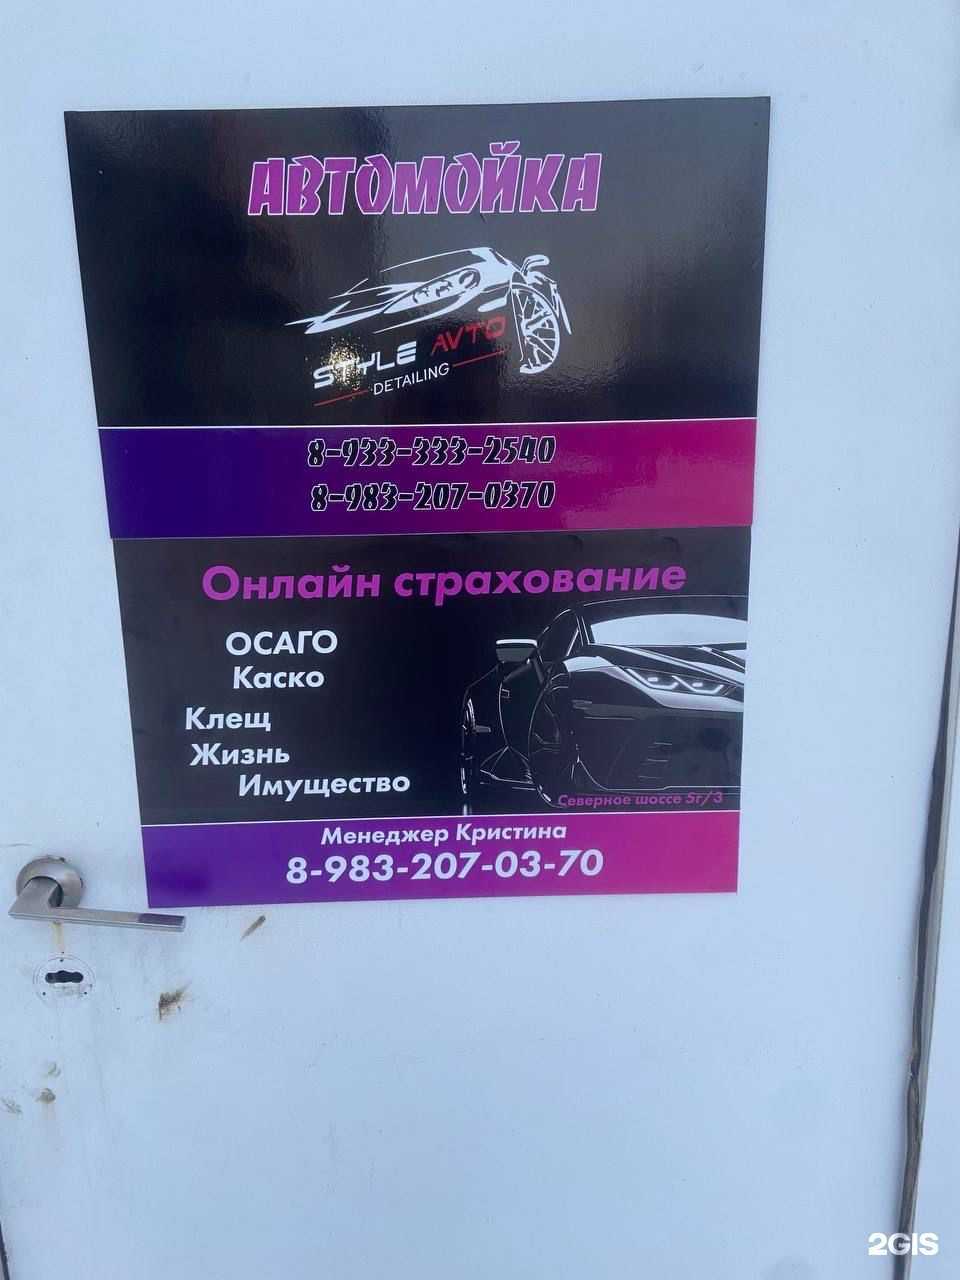 АВТОМОЙКА
STYLE AVTO
DETAILING
8-933-333-2540
8-983-207-0370
Онлайн страхование
ОСАГО
Каско
Клещ
Жизнь
Имущество
Северное шоссе 5г/3
Менеджер Кристина
8-983-207-03-70
2GIS